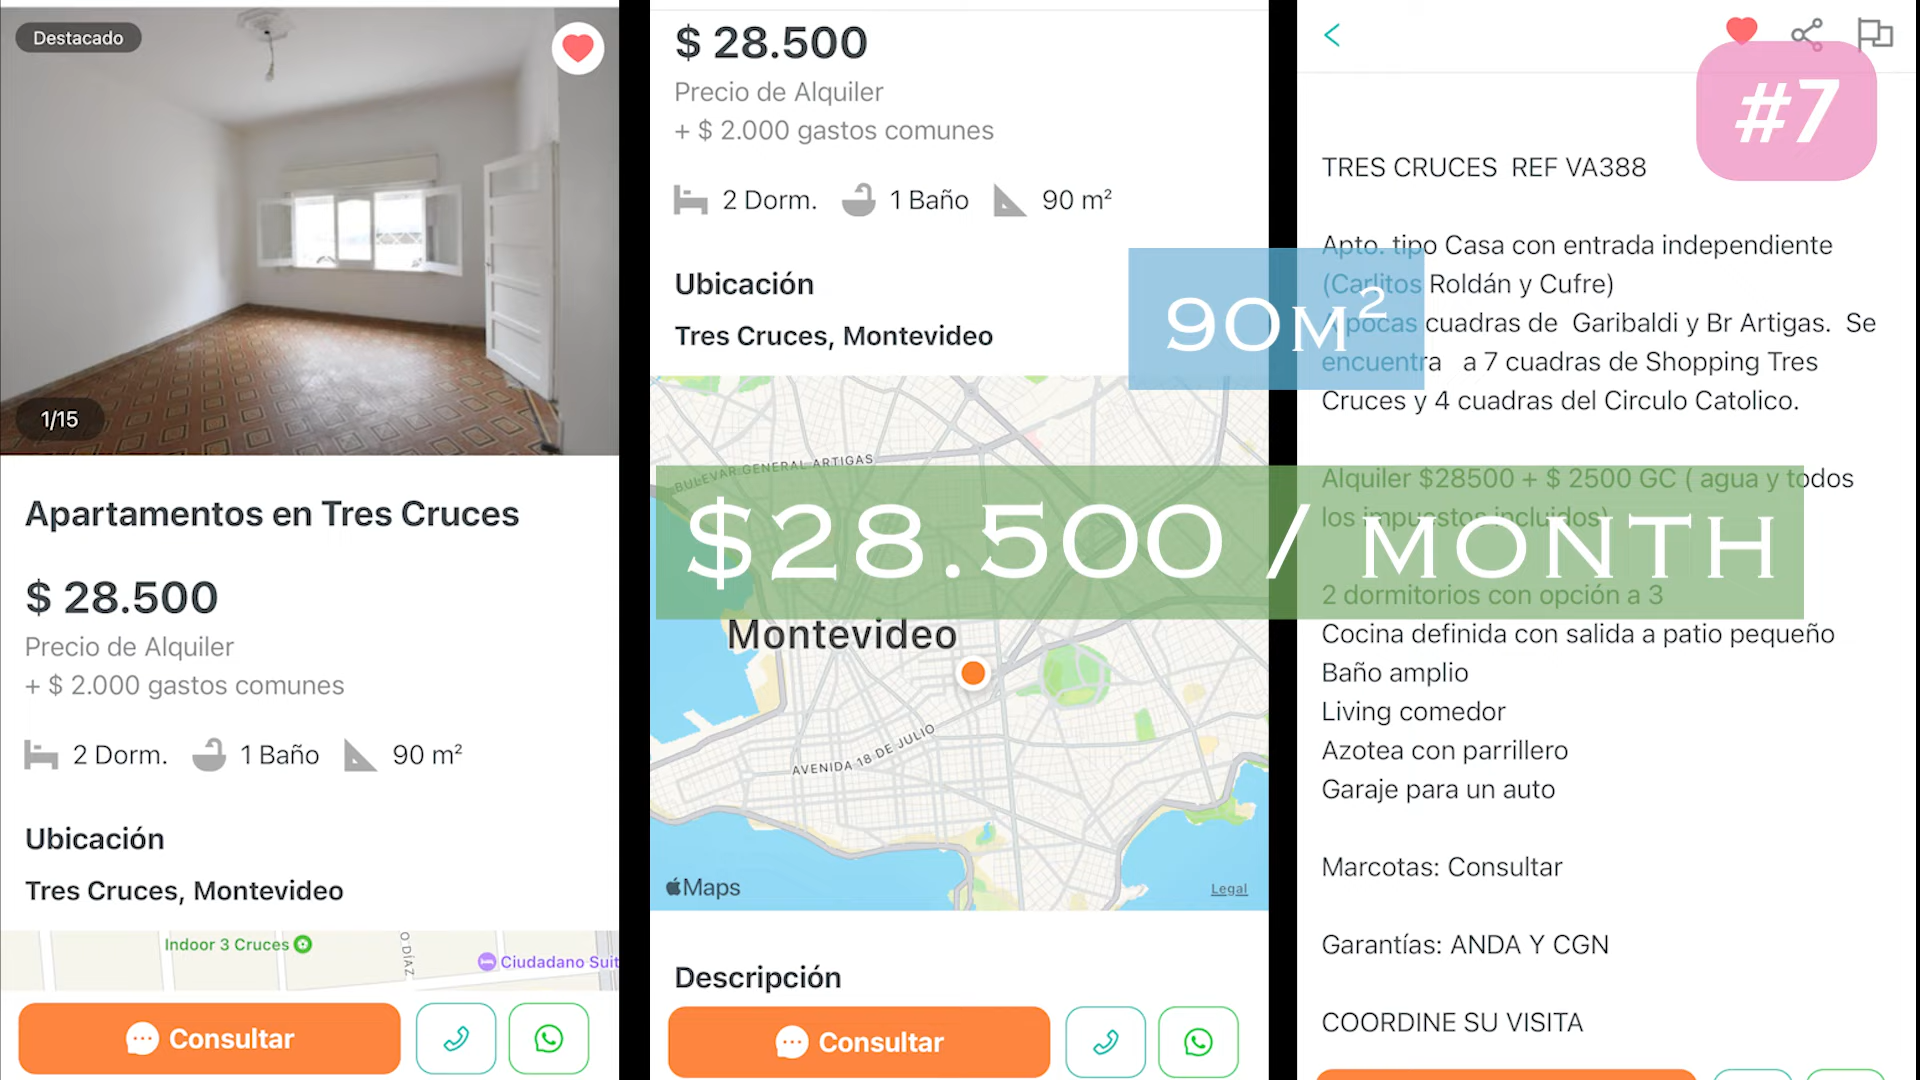 Destacado
1/15
Apartamentos en Tres Cruces
$ 28.500
Precio de Alquiler
+ $ 2.000 gastos comunes
2 Dorm. 1 Baño 90 m²
Ubicación
Tres Cruces, Montevideo
Indoor 3 Cruces
O DÍAZ
Ciudadano Suit
Consultar
$ 28.500
Precio de Alquiler
+ $ 2.000 gastos comunes
2 Dorm. 1 Baño 90 m²
Ubicación
Tres Cruces, Montevideo
90M²
BULEVAR GENERAL ARTIGAS
$28.500 / MONTH
Montevideo
AVENIDA 18 DE JULIO
Maps
Legal
Descripción
Consultar
#7
TRES CRUCES REF VA388
Apto. tipo Casa con entrada independiente
(Carlitos Roldán y Cufre)
A pocas cuadras de Garibaldi y Br Artigas. Se
encuentra a 7 cuadras de Shopping Tres
Cruces y 4 cuadras del Circulo Catolico.
Alquiler $28500 + $ 2500 GC ( agua y todos
los impuestos incluidos)
2 dormitorios con opción a 3
Cocina definida con salida a patio pequeño
Baño amplio
Living comedor
Azotea con parrillero
Garaje para un auto
Marcotas: Consultar
Garantías: ANDA Y CGN
COORDINE SU VISITA